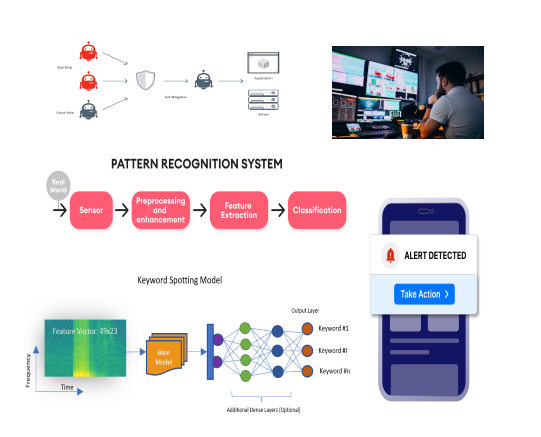 Bad Bots
Good Bots
Bot Mitigation
Application
Server
PATTERN RECOGNITION SYSTEM
Real
World
Sensor
Preprocessing
and
enhancement
Feature
Extraction
Classification
ALERT DETECTED
Take Action
Keyword Spotting Model
Feature Vector: 49x23
Frequency
Time
Base
Model
Output Layer
Keyword #1
Keyword #i
Keyword #n
Additional Dense Layers (Optional)